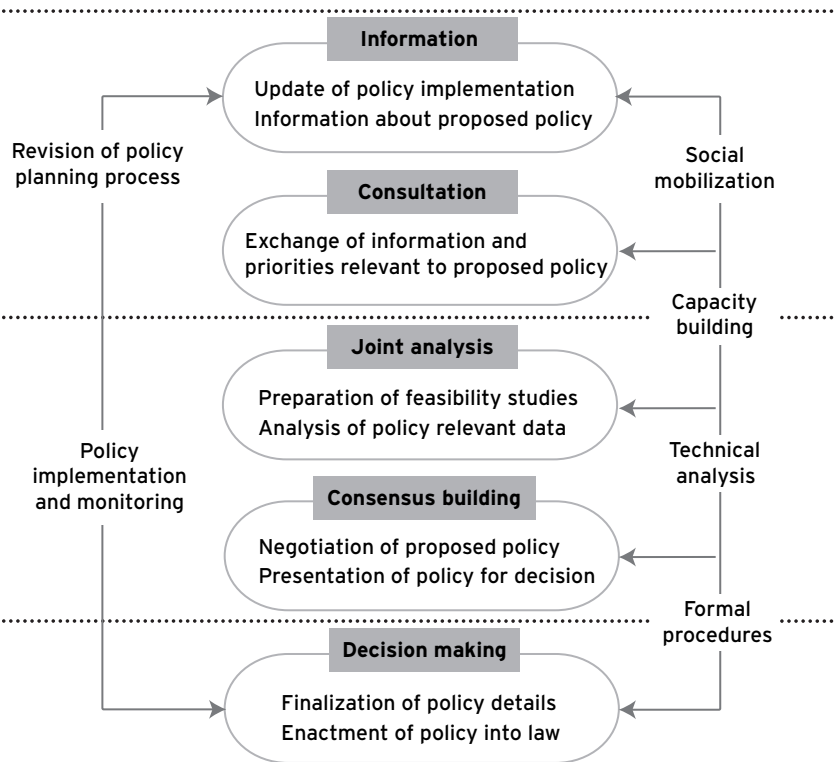 Information
Update of policy implementation
Information about proposed policy
Revision of policy
planning process
Social
mobilization
Consultation
Exchange of information and
priorities relevant to proposed policy
Capacity
building
Joint analysis
Preparation of feasibility studies
Analysis of policy relevant data
Policy
implementation
and monitoring
Technical
analysis
Consensus building
Negotiation of proposed policy
Presentation of policy for decision
Formal
procedures
Decision making
Finalization of policy details
Enactment of policy into law